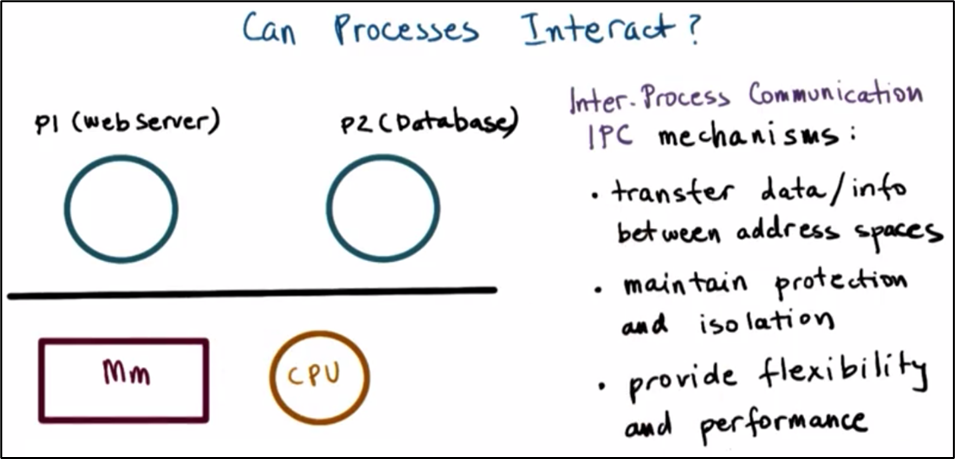 Can Processes Interact?
P1 (Web Server)
P2 (Database)
Mm
CPU
Inter-Process Communication
IPC mechanisms:
• transfer data/info
between address spaces
• maintain protection
and isolation
• provide flexibility
and performance